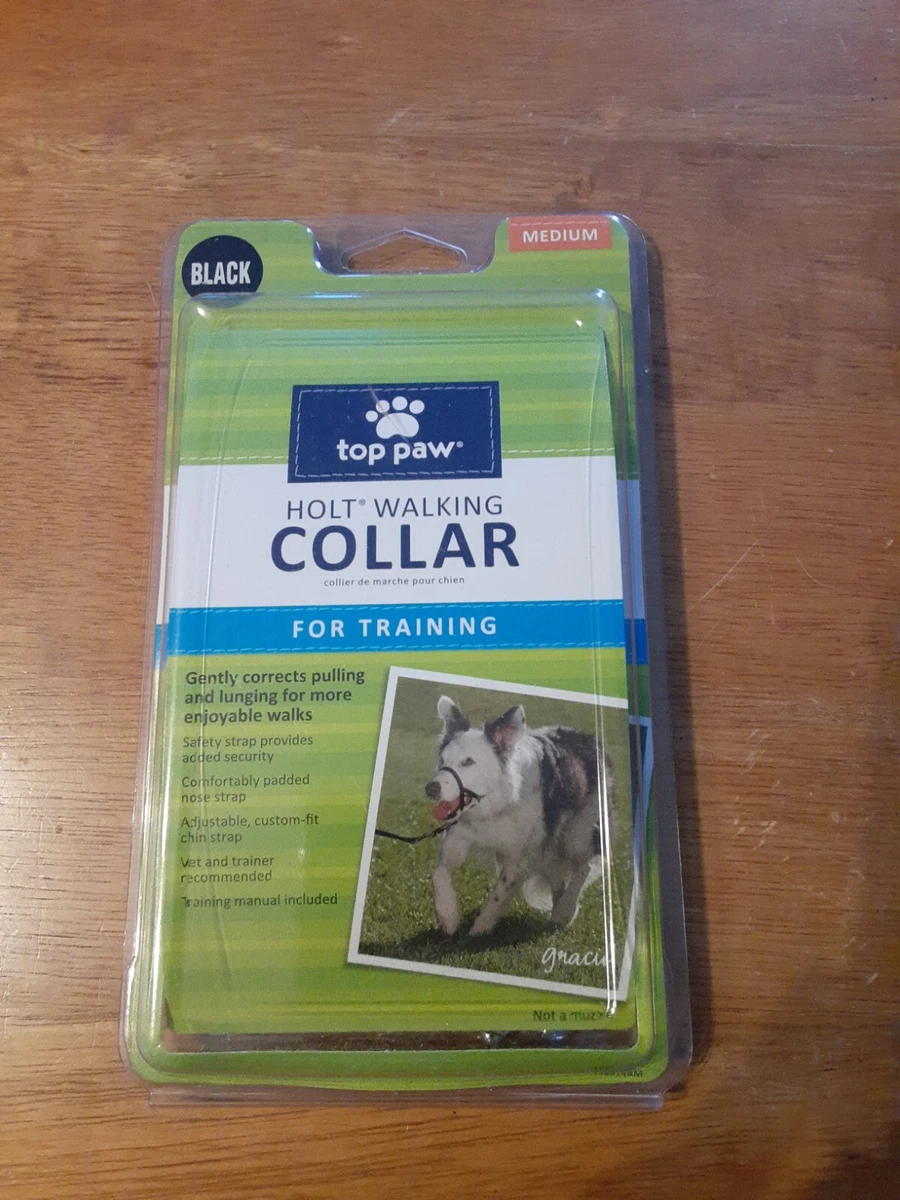 BLACK
MEDIUM
top paw®
HOLT® WALKING
COLLAR
collier de marche pour chien
FOR TRAINING
Gently corrects pulling
and lunging for more
enjoyable walks
Safety strap provides
added security
Comfortably padded
nose strap
Adjustable, custom-fit
chin strap
Vet and trainer
recommended
Training manual included
Not a